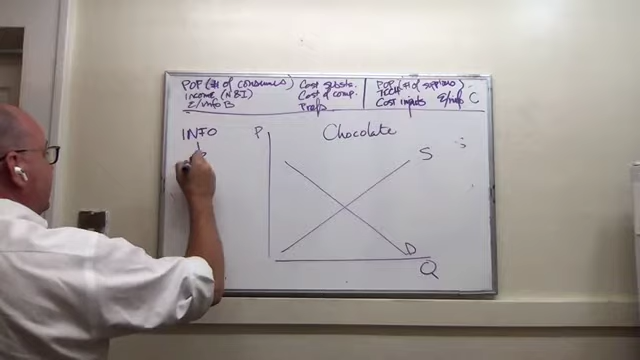 POP (# of consumers)
Income (N&I)
E/info B
Cost substs.
Cost of comp.
Prefs
POP (# of suppliers)
TECH
Cost inputs E/info C
INFO
P
Chocolate
S
D
Q